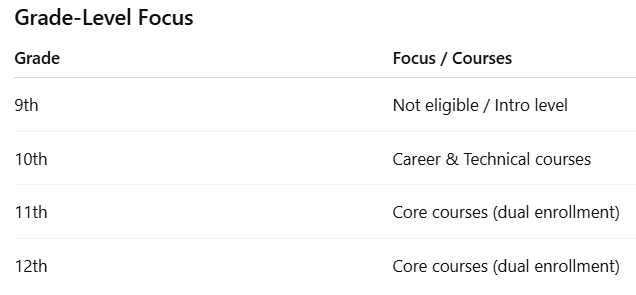 Grade-Level Focus
Grade Focus / Courses
9th Not eligible / Intro level
10th Career & Technical courses
11th Core courses (dual enrollment)
12th Core courses (dual enrollment)